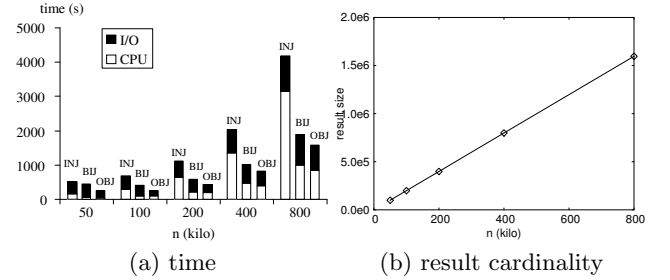 time (s)
5000
4000
3000
2000
1000
0
I/O
CPU
INJ
BIJ
OBJ
INJ
BIJ
OBJ
INJ
BIJ
OBJ
INJ
BIJ
OBJ
INJ
BIJ
OBJ
50
100
200
400
800
n (kilo)
(a) time
2.0e6
1.5e6
1.0e6
5.0e5
0.0e0
result size
0
200
400
600
800
n (kilo)
(b) result cardinality